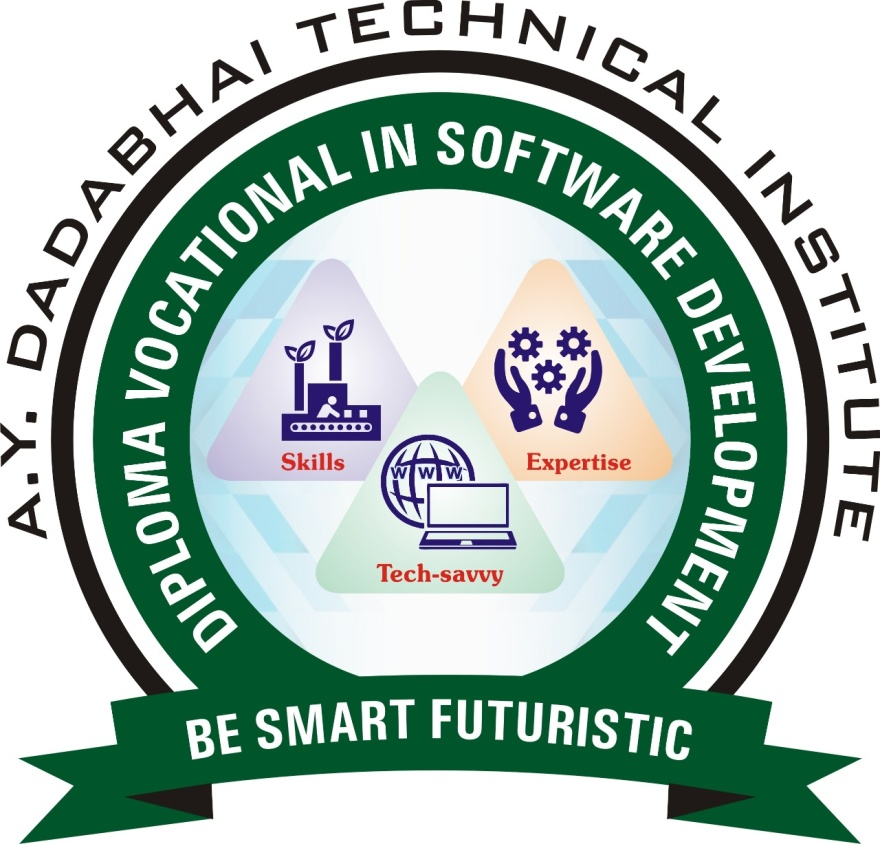 A.Y. DADABHAI TECHNICAL INSTITUTE
DIPLOMA VOCATIONAL IN SOFTWARE DEVELOPMENT
Skills
Expertise
WWW
Tech-savvy
BE SMART FUTURISTIC